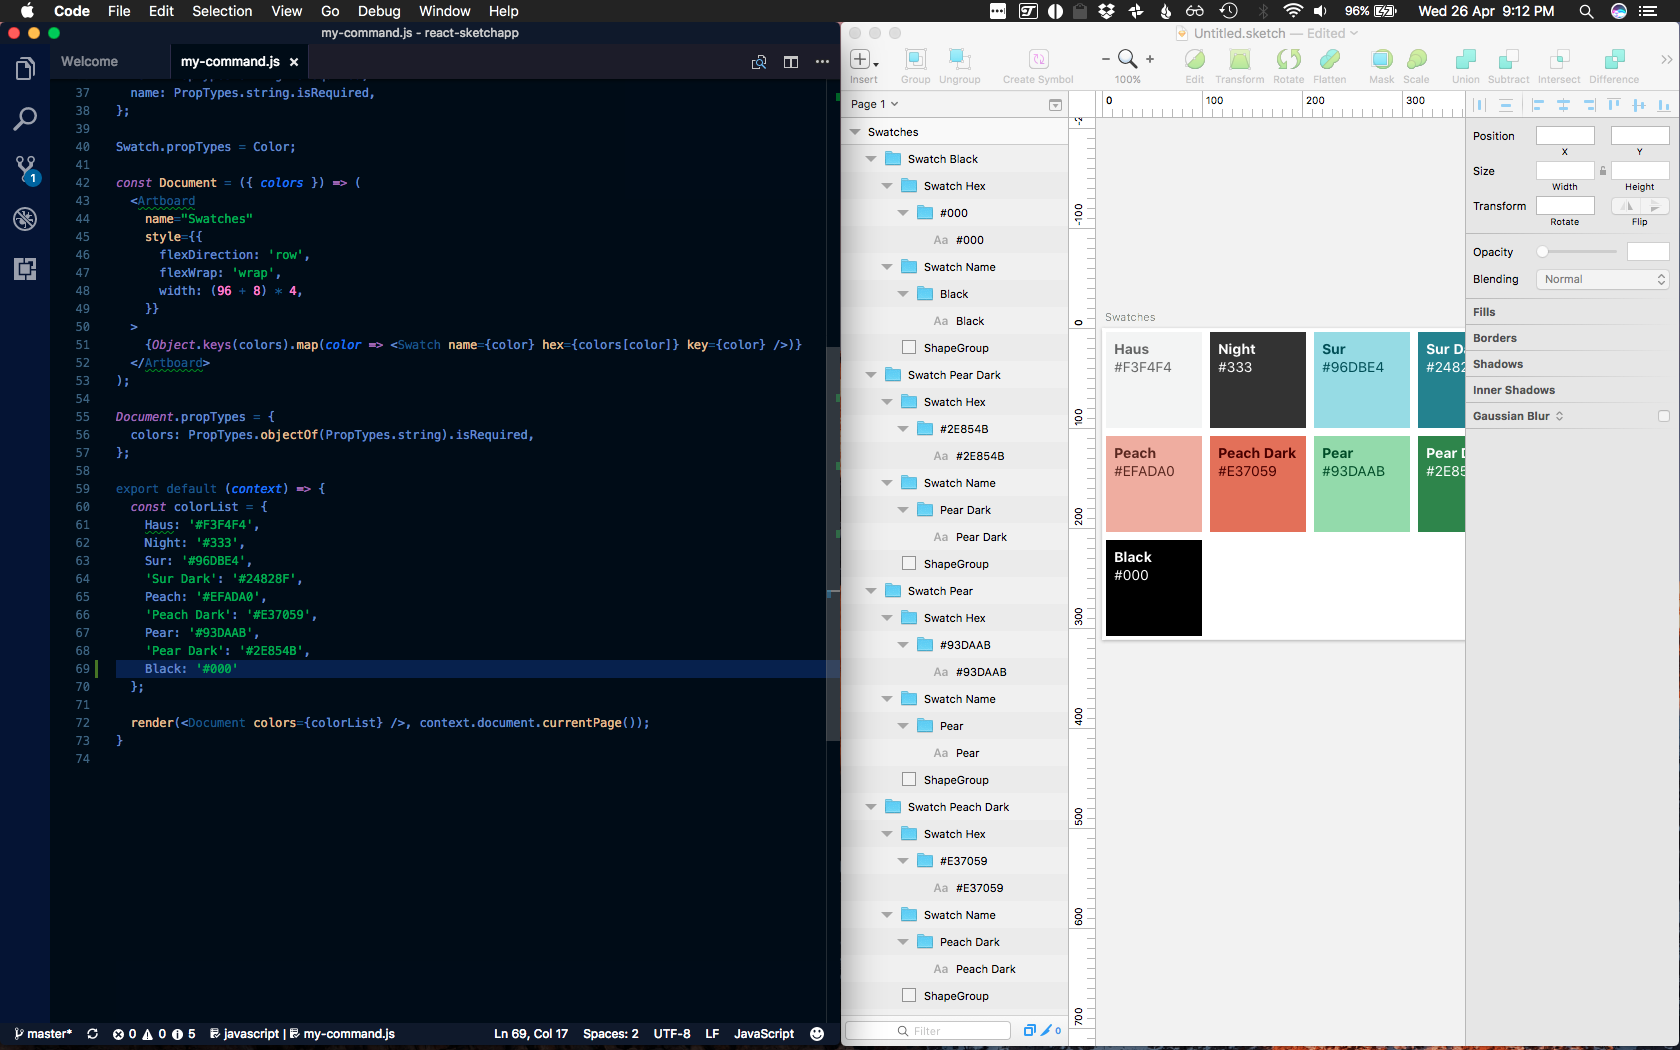 Code File Edit Selection View Go Debug Window Help 96% Wed 26 Apr 9:12 PM
my-command.js - react-sketchapp
Welcome my-command.js
37 name: PropTypes.string.isRequired,
38 };
39
40 Swatch.propTypes = Color;
41
42 const Document = ({ colors }) => (
43 <Artboard
44 name="Swatches"
45 style={{
46 flexDirection: 'row',
47 flexWrap: 'wrap',
48 width: (96 + 8) * 4,
49 }}
50 >
51 {Object.keys(colors).map(color => <Swatch name={color} hex={colors[color]} key={color} />)}
52 </Artboard>
53 );
54
55 Document.propTypes = {
56 colors: PropTypes.objectOf(PropTypes.string).isRequired,
57 };
58
59 export default (context) => {
60 const colorList = {
61 Haus: '#F3F4F4',
62 Night: '#333',
63 Sur: '#96DBE4',
64 'Sur Dark': '#24828F',
65 Peach: '#EFADA0',
66 'Peach Dark': '#E37059',
67 Pear: '#93DAAB',
68 'Pear Dark': '#2E854B',
69 Black: '#000'
70 };
71
72 render(<Document colors={colorList} />, context.document.currentPage());
73 }
74
1
master* 0 0 5 javascript | my-command.js Ln 69, Col 17 Spaces: 2 UTF-8 LF JavaScript
Untitled.sketch — Edited
Insert Group Ungroup Create Symbol 100% Edit Transform Rotate Flatten Mask Scale Union Subtract Intersect Difference
Page 1
Swatches
Swatch Black
Swatch Hex
#000
Aa #000
Swatch Name
Black
Aa Black
ShapeGroup
Swatch Pear Dark
Swatch Hex
#2E854B
Aa #2E854B
Swatch Name
Pear Dark
Aa Pear Dark
ShapeGroup
Swatch Pear
Swatch Hex
#93DAAB
Aa #93DAAB
Swatch Name
Pear
Aa Pear
ShapeGroup
Swatch Peach Dark
Swatch Hex
#E37059
Aa #E37059
Swatch Name
Peach Dark
Aa Peach Dark
ShapeGroup
Filter 0
0 100 200 300
-100
0
100
200
300
400
500
600
700
Swatches
Haus
#F3F4F4
Night
#333
Sur
#96DBE4
Sur D
#2482
Peach
#EFADA0
Peach Dark
#E37059
Pear
#93DAAB
Pear D
#2E85
Black
#000
Position
X Y
Size
Width Height
Transform
Rotate Flip
Opacity
Blending Normal
Fills
Borders
Shadows
Inner Shadows
Gaussian Blur